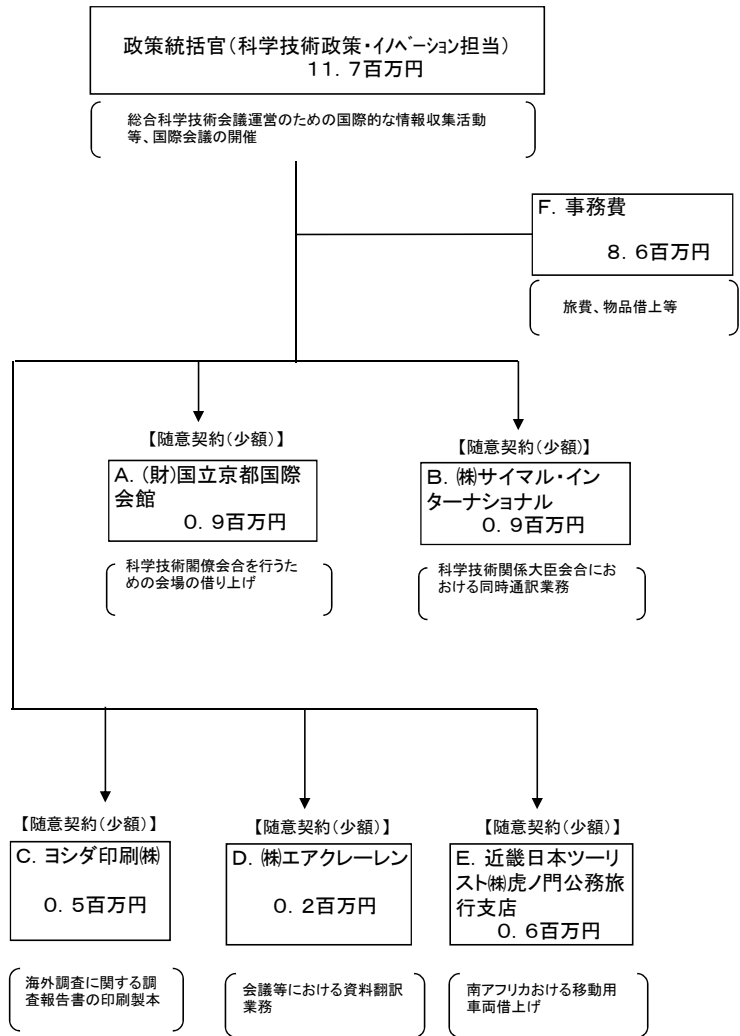 政策統括官（科学技術政策・ｲﾉﾍﾞｰｼｮﾝ担当）
１１．７百万円
総合科学技術会議運営のための国際的な情報収集活動
等、国際会議の開催
Ｆ．事務費
８．６百万円
旅費、物品借上等
【随意契約（少額）】
Ａ．（財）国立京都国際
会館
０．９百万円
科学技術閣僚会合を行うた
めの会場の借り上げ
【随意契約（少額）】
Ｂ．㈱サイマル・イン
ターナショナル
０．９百万円
科学技術関係大臣会合にお
おける同時通訳業務
【随意契約（少額）】
Ｃ．ヨシダ印刷㈱
０．５百万円
海外調査に関する調
査報告書の印刷製本
【随意契約（少額）】
Ｄ．㈱エアクレーレン
０．２百万円
会議等における資料翻訳
業務
【随意契約（少額）】
Ｅ．近畿日本ツーリ
スト㈱虎ノ門公務旅
行支店
０．６百万円
南アフリカおける移動用
車両借上げ